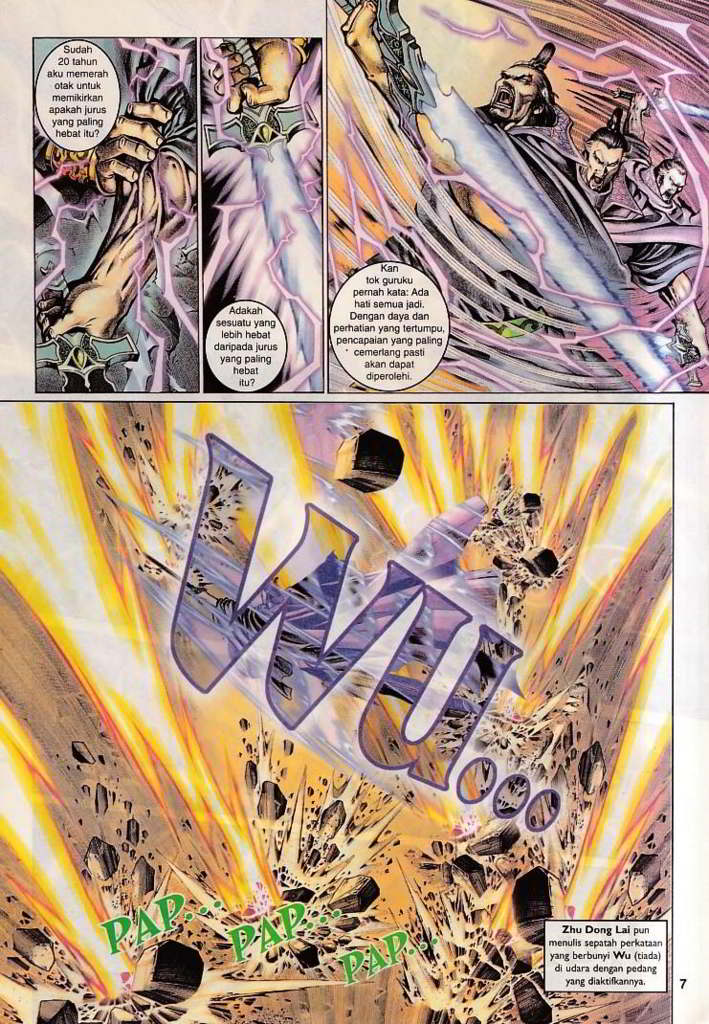 Sudah
20 tahun
aku memerah
otak untuk
memikirkan
apakah jurus
yang paling
hebat itu?
Adakah
sesuatu yang
lebih hebat
daripada jurus
yang paling
hebat
itu?
Kan
tok guruku
pernah kata: Ada
hati semua jadi.
Dengan daya dan
perhatian yang tertumpu,
pencapaian yang paling
cemerlang pasti
akan dapat
diperolehi.
Wu...
PAP...
PAP...
PAP...
Zhu Dong Lai pun
menulis sepatah perkataan
yang berbunyi Wu (tiada)
di udara dengan pedang
yang diaktifkannya.
7